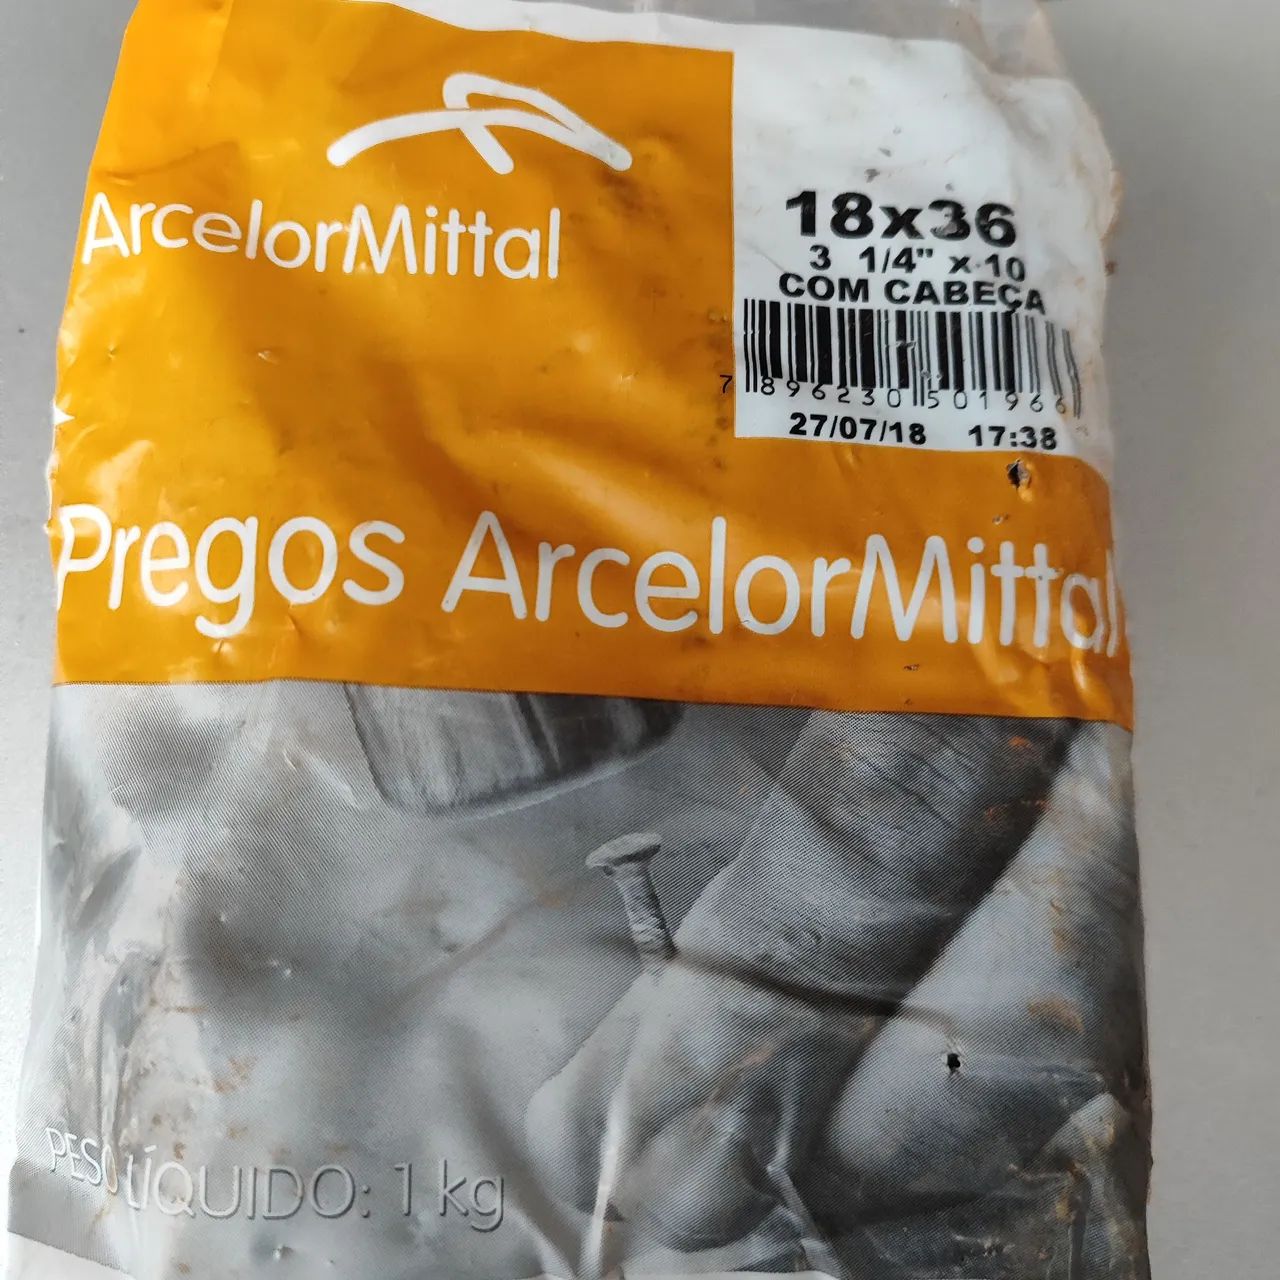 ArcelorMittal
18x36
3 1/4" x 10
COM CABEÇA
7 896230 501966
27/07/18 17:38
Pregos ArcelorMittal
PESO LÍQUIDO: 1 kg